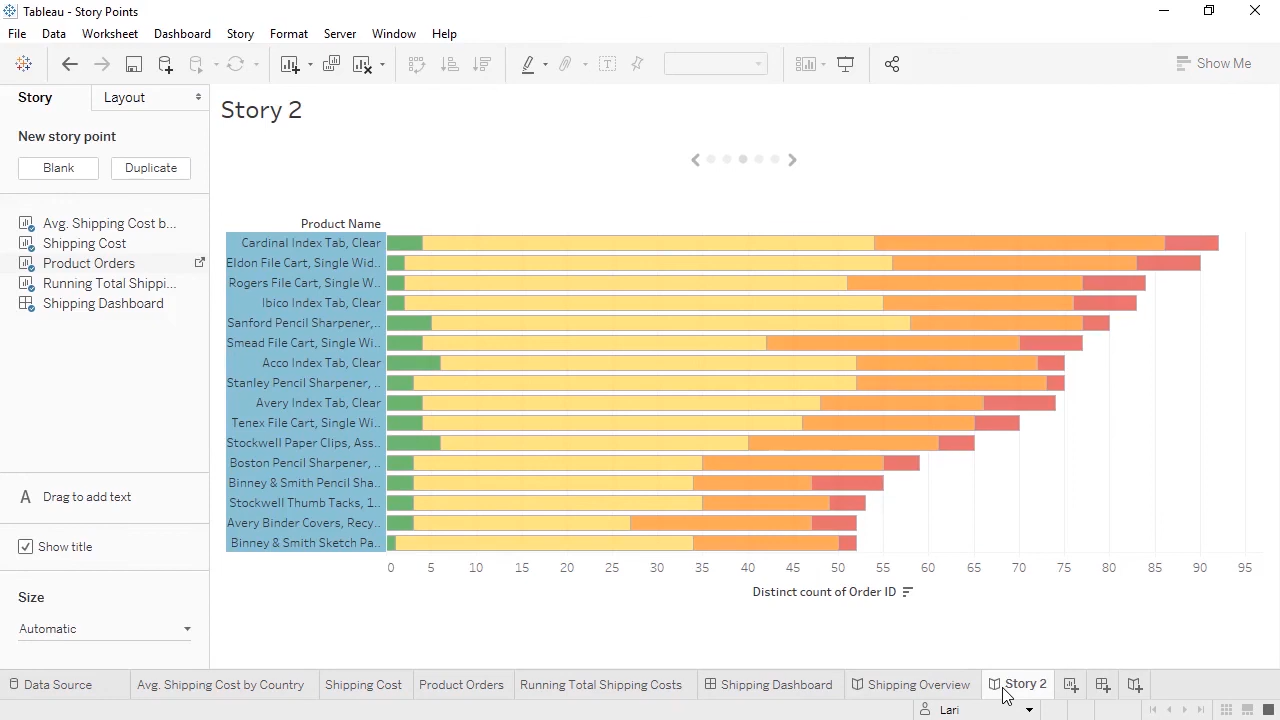 Tableau - Story Points
File Data Worksheet Dashboard Story Format Server Window Help
Show Me
Story Layout
New story point
Blank Duplicate
Avg. Shipping Cost b...
Shipping Cost
Product Orders
Running Total Shippi...
Shipping Dashboard
A Drag to add text
Show title
Size
Automatic
Story 2
Product Name
Cardinal Index Tab, Clear
Eldon File Cart, Single Wid..
Rogers File Cart, Single W..
Ibico Index Tab, Clear
Sanford Pencil Sharpener,..
Smead File Cart, Single Wi..
Acco Index Tab, Clear
Stanley Pencil Sharpener, ..
Avery Index Tab, Clear
Tenex File Cart, Single Wi..
Stockwell Paper Clips, Ass..
Boston Pencil Sharpener, ..
Binney & Smith Pencil Sha..
Stockwell Thumb Tacks, 1..
Avery Binder Covers, Recy..
Binney & Smith Sketch Pa..
0 5 10 15 20 25 30 35 40 45 50 55 60 65 70 75 80 85 90 95
Distinct count of Order ID
Data Source Avg. Shipping Cost by Country Shipping Cost Product Orders Running Total Shipping Costs Shipping Dashboard Shipping Overview Story 2
Lari